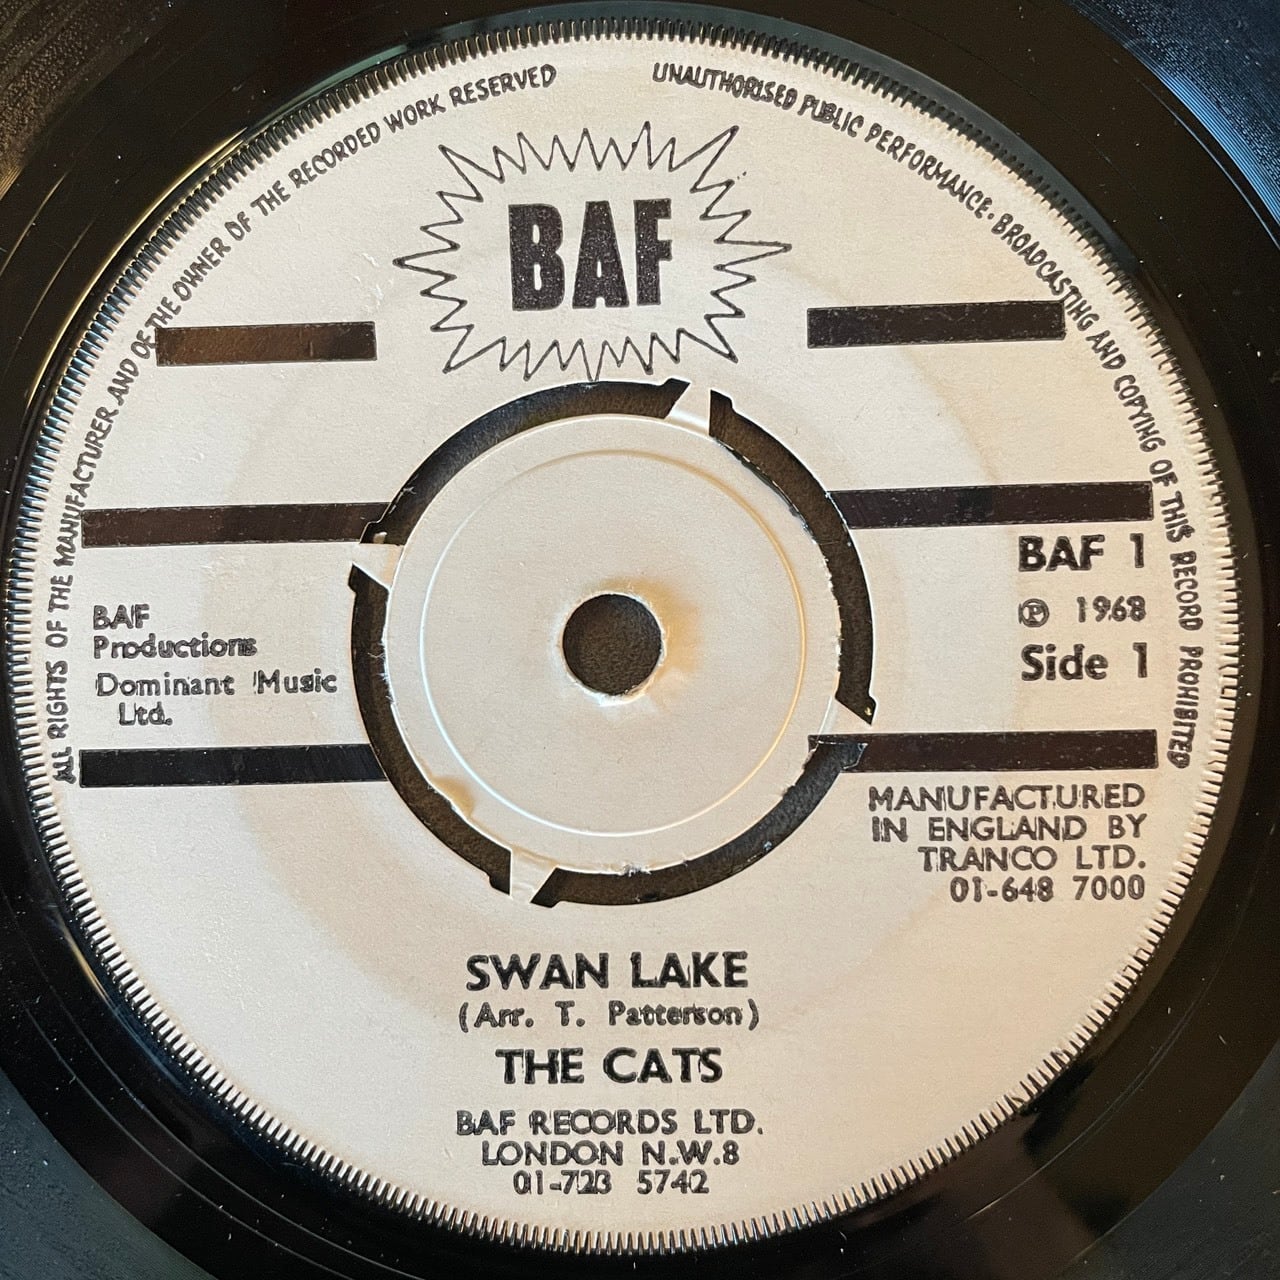 ALL RIGHTS OF THE MANUFACTURER AND OF THE OWNER OF THE RECORDED WORK RESERVED
UNAUTHORISED PUBLIC PERFORMANCE · BROADCASTING AND COPYING OF THIS RECORD PROHIBITED
BAF
BAF
Productions
Dominant Music
Ltd.
BAF 1
℗ 1968
Side 1
MANUFACTURED
IN ENGLAND BY
TRANCO LTD.
01-648 7000
SWAN LAKE
(Arr. T. Patterson)
THE CATS
BAF RECORDS LTD.
LONDON N.W.8
01-723 5742